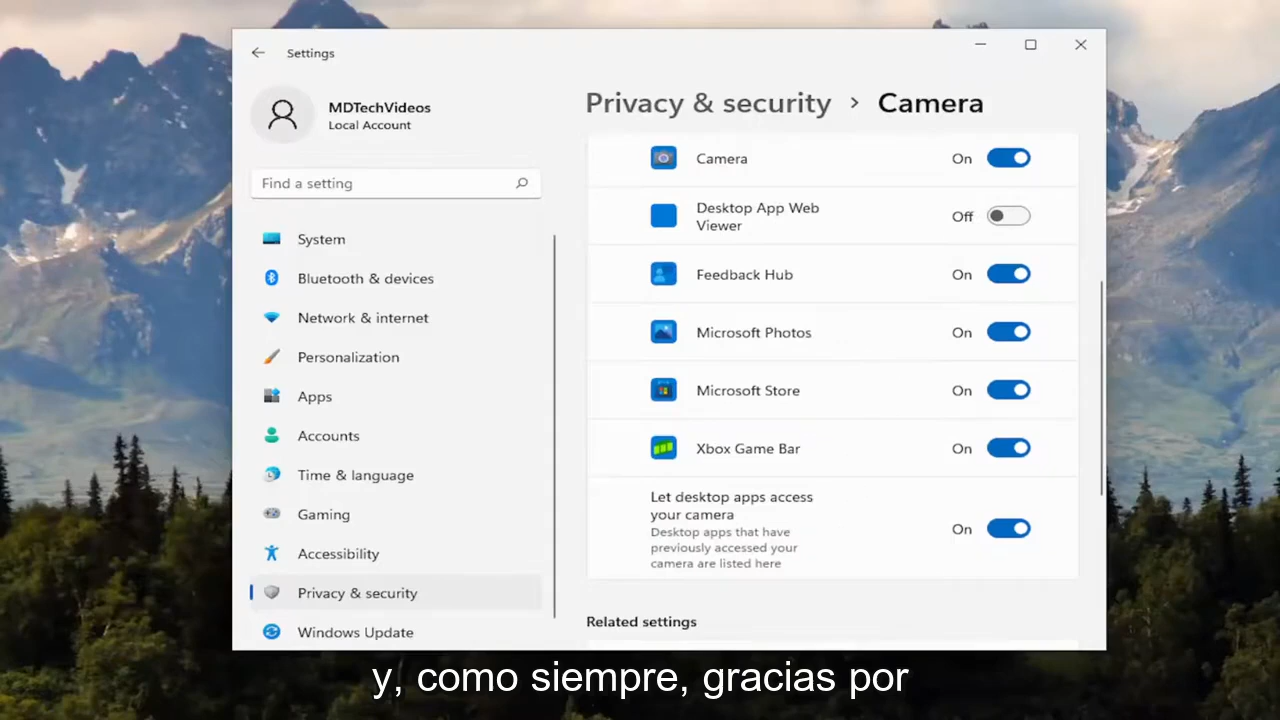 Settings
MDTechVideos
Local Account
Find a setting
System
Bluetooth & devices
Network & internet
Personalization
Apps
Accounts
Time & language
Gaming
Accessibility
Privacy & security
Windows Update
Privacy & security > Camera
Camera On
Desktop App Web
Viewer
Off
Feedback Hub On
Microsoft Photos On
Microsoft Store On
Xbox Game Bar On
Let desktop apps access
your camera
Desktop apps that have
previously accessed your
camera are listed here
On
Related settings
y, como siempre, gracias por